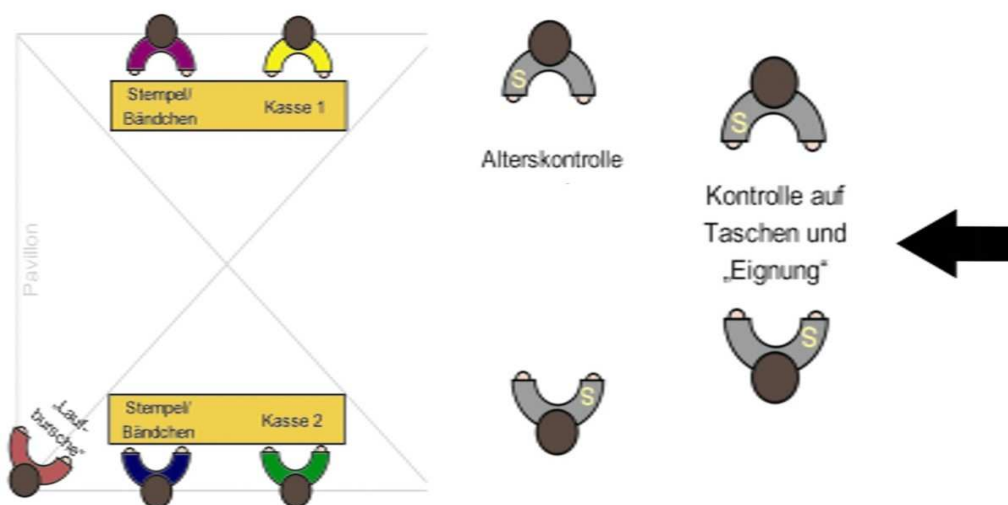 Stempel/
Bändchen
Kasse 1
S
S
Alterskontrolle
Kontrolle auf
Taschen und
„Eignung“
Pavillon
S
S
„Lauf-
bursche“
Stempel/
Bändchen
Kasse 2